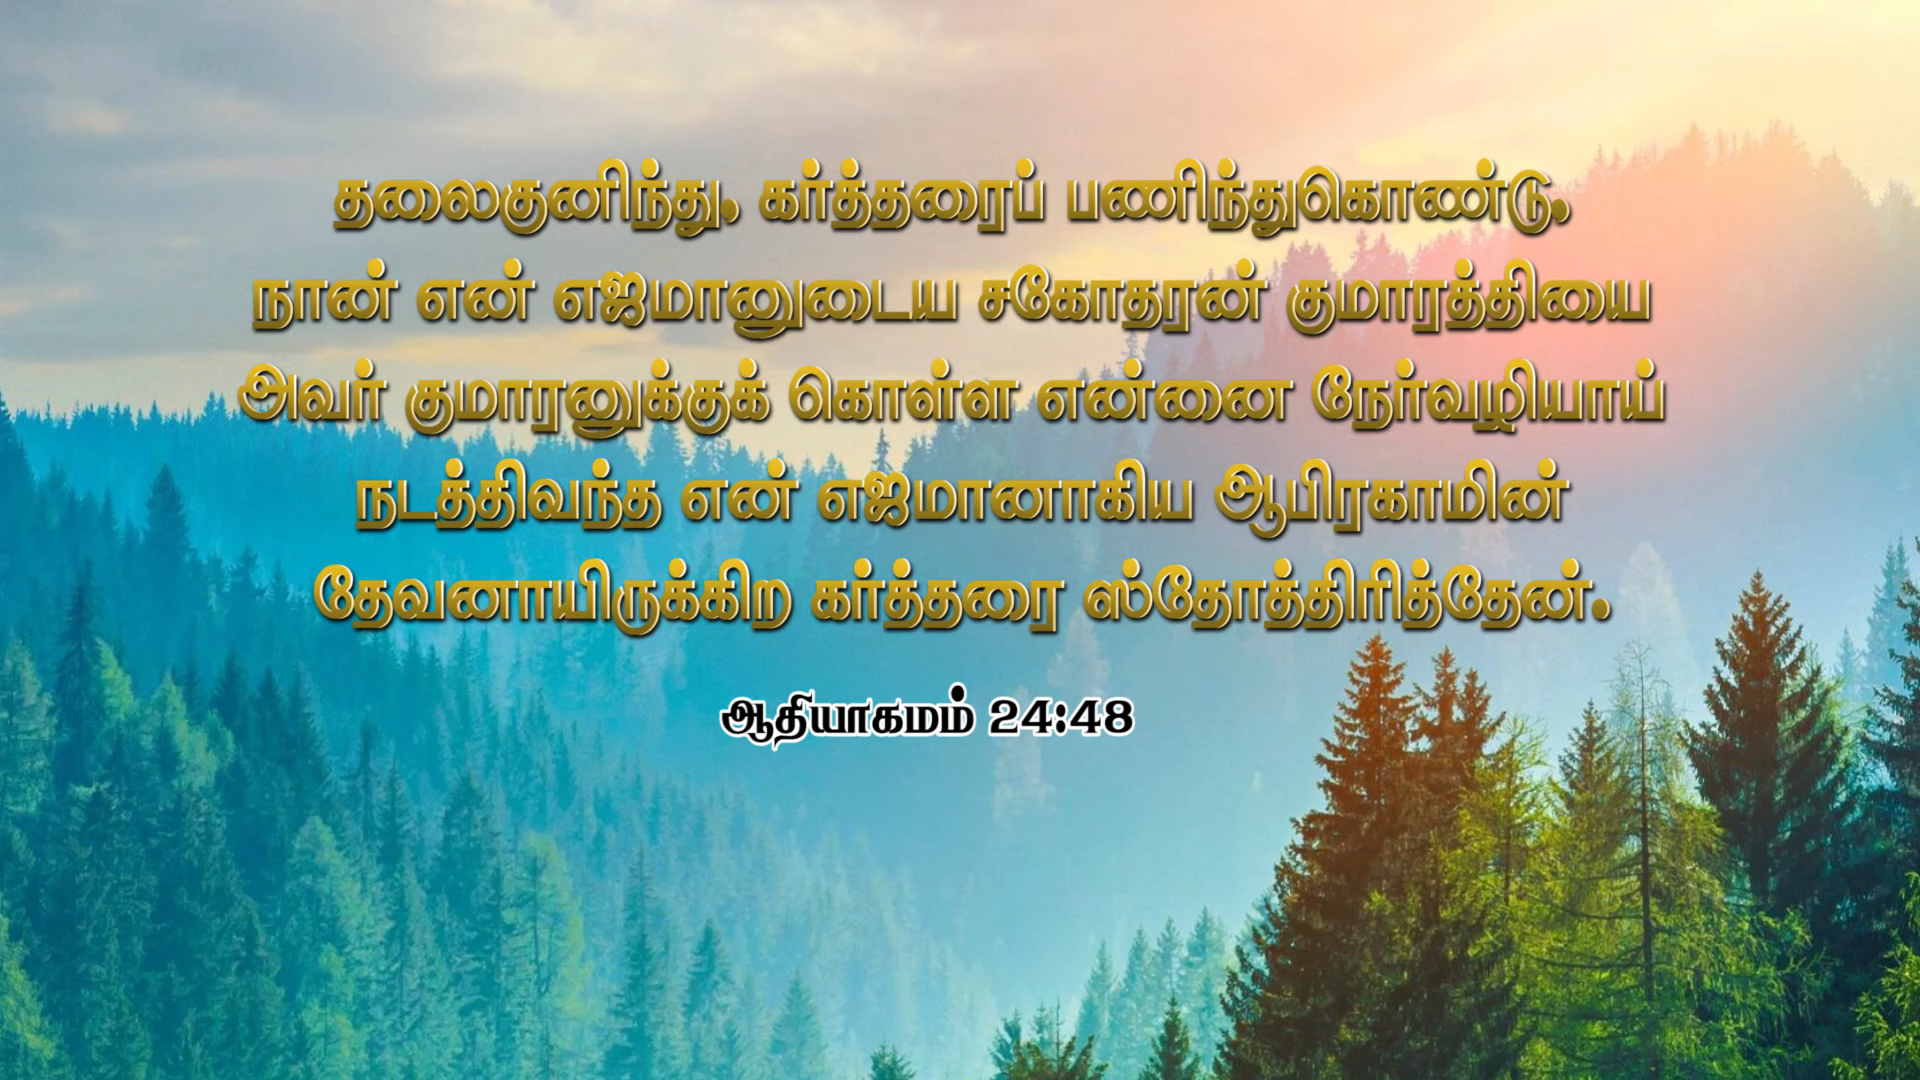 தலைகுனிந்து, கர்த்தரைப் பணிந்துகொண்டு,
நான் என் எஜமானுடைய சகோதரன் குமாரத்தியை
அவர் குமாரனுக்குக் கொள்ள என்னை நேர்வழியாய்
நடத்திவந்த என் எஜமானாகிய ஆபிரகாமின்
தேவனாயிருக்கிற கர்த்தரை ஸ்தோத்திரித்தேன்.
ஆதியாகமம் 24:48